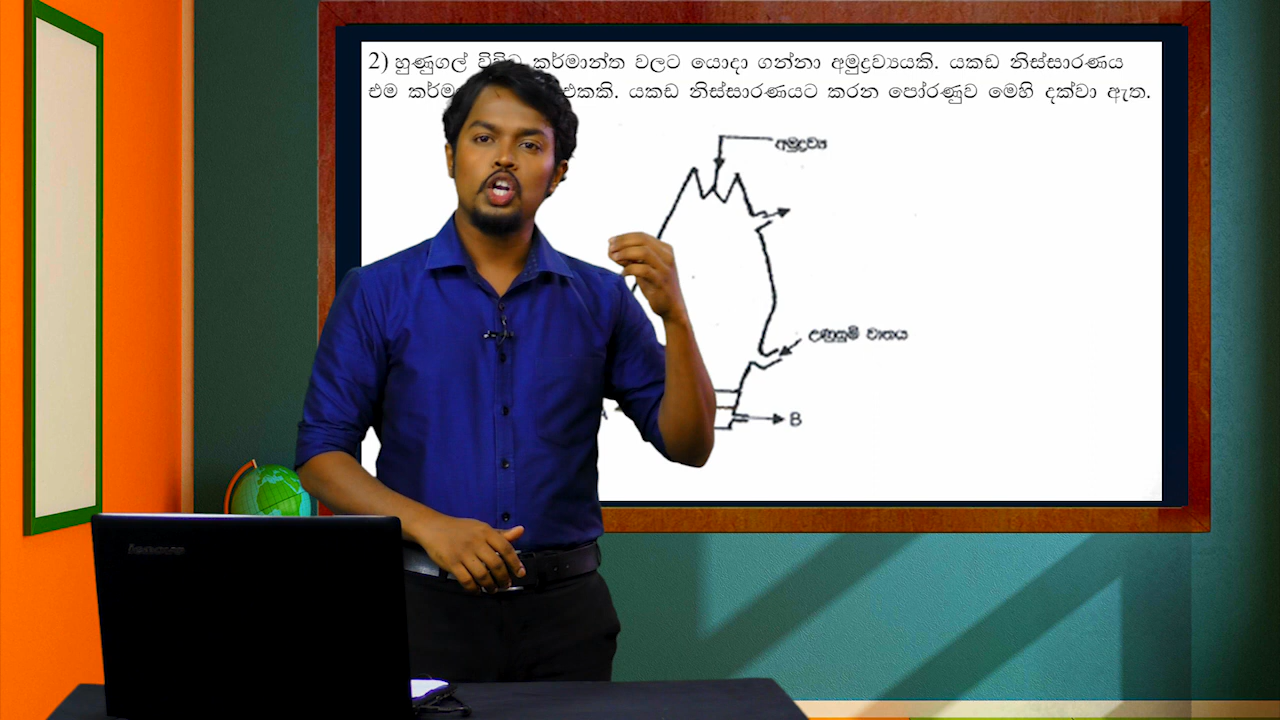 2) හුණුගල් විවිධ කර්මාන්ත වලට යොදා ගන්නා අමුද්‍රව්‍යයකි. යකඩ නිස්සාරණය
එම එකකි. යකඩ නිස්සාරණයට කරන පෝරණුව මෙහි දක්වා ඇත.
අමුද්‍රව්‍ය
උණුසුම් වාතය
A
B
lenovo